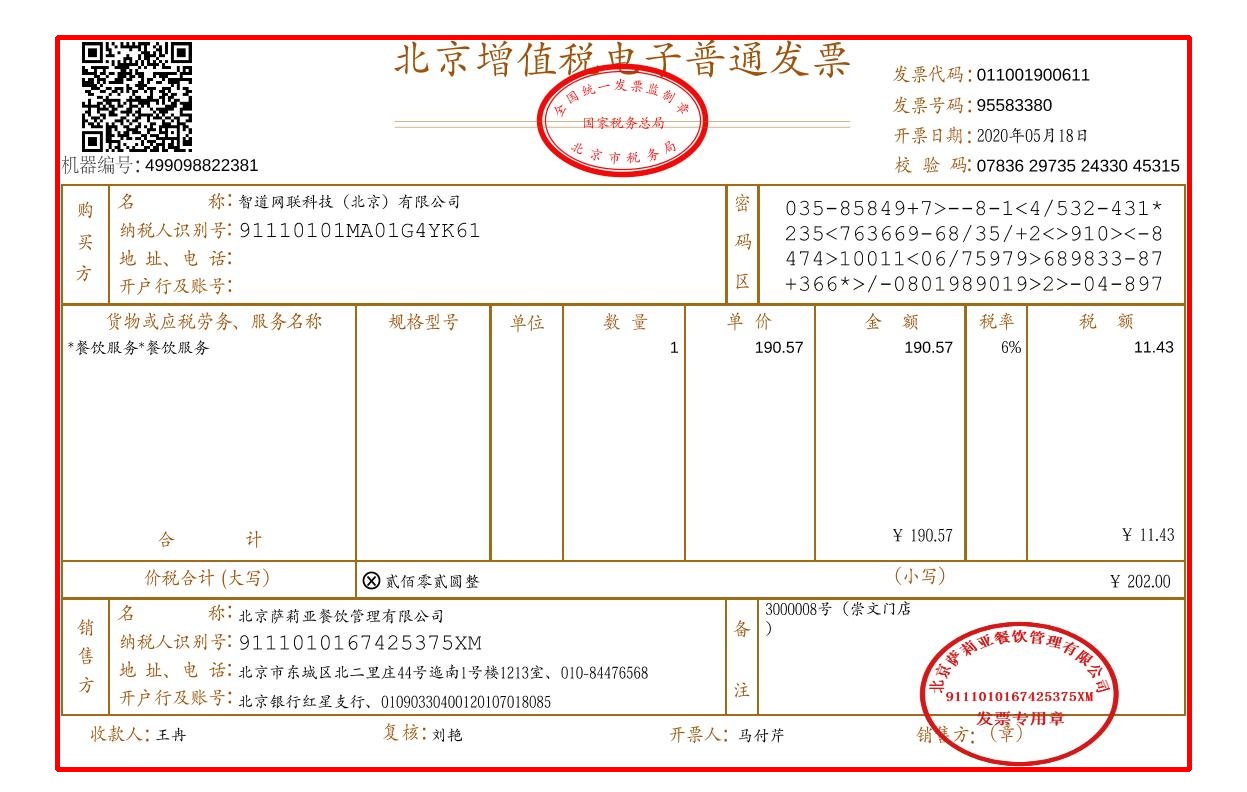 北京增值税电子普通发票
全国统一发票监制章
国家税务总局
北京市税务局
发票代码：011001900611
发票号码：95583380
开票日期：2020年05月18日
校 验 码：07836 29735 24330 45315
机器编号：499098822381
购买方
名 称：智道网联科技（北京）有限公司
纳税人识别号：91110101MA01G4YK61
地 址、电 话：
开户行及账号：
密码区
035-85849+7>--8-1<4/532-431*
235<763669-68/35/+2<>910><-8
474>10011<06/75979>689833-87
+366*>/-0801989019>2>-04-897
货物或应税劳务、服务名称 规格型号 单位 数 量 单 价 金 额 税率 税 额
*餐饮服务*餐饮服务 1 190.57 190.57 6% 11.43
合 计 ￥ 190.57 ￥ 11.43
价税合计 (大写) ⊗ 贰佰零贰圆整 (小写) ￥ 202.00
销售方
名 称：北京萨莉亚餐饮管理有限公司
纳税人识别号：9111010167425375XM
地 址、电 话：北京市东城区北二里庄44号迤南1号楼1213室、010-84476568
开户行及账号：北京银行红星支行、01090330400120107018085
备注
3000008号（崇文门店
）
北京萨莉亚餐饮管理有限公司
9111010167425375XM
发票专用章
收款人：王冉 复核：刘艳 开票人：马付芹 销售方：（章）